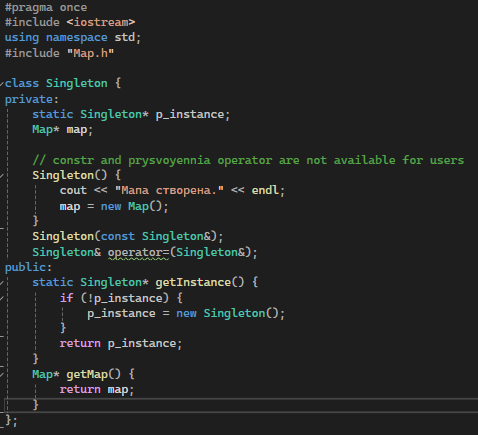 #pragma once
#include <iostream>
using namespace std;
#include "Map.h"
class Singleton {
private:
static Singleton* p_instance;
Map* map;
// constr and prysvoyennia operator are not available for users
Singleton() {
cout << "Мапа створена." << endl;
map = new Map();
}
Singleton(const Singleton&);
Singleton& operator=(Singleton&);
public:
static Singleton* getInstance() {
if (!p_instance) {
p_instance = new Singleton();
}
return p_instance;
}
Map* getMap() {
return map;
}
};